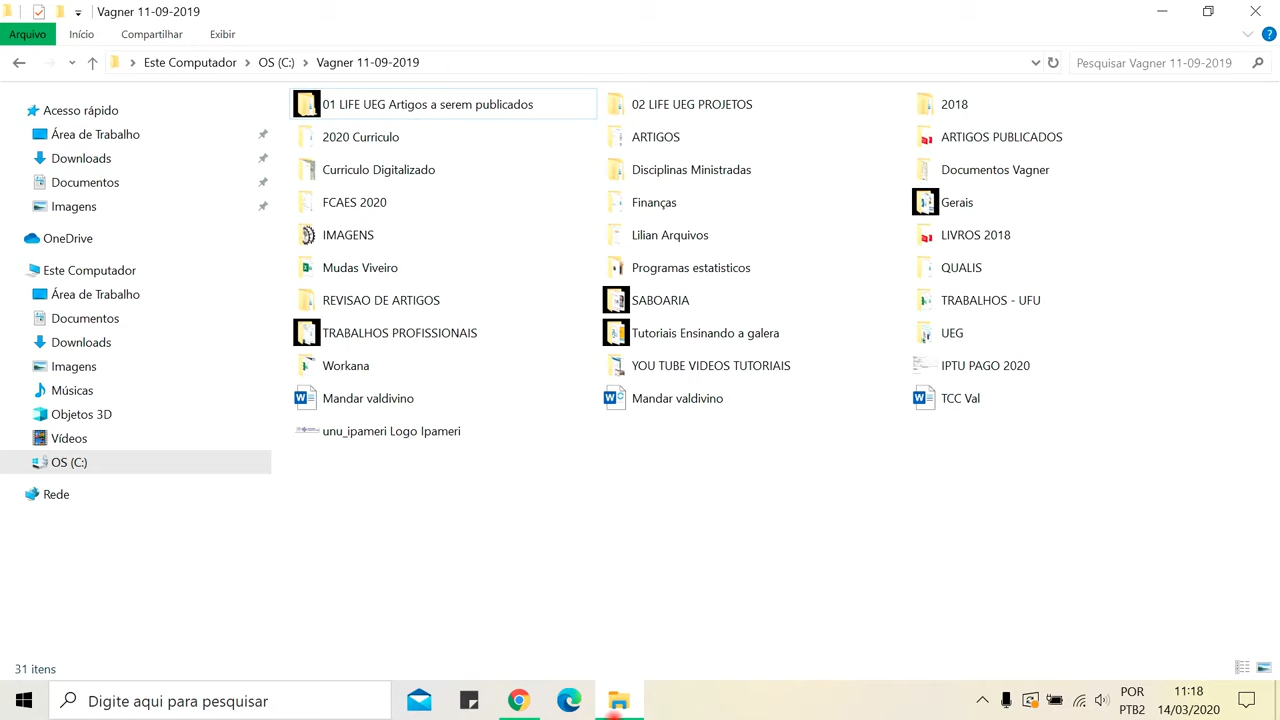 Vagner 11-09-2019
Arquivo Início Compartilhar Exibir ?
Este Computador OS (C:) Vagner 11-09-2019 Pesquisar Vagner 11-09-2019
Acesso rápido
Área de Trabalho
Downloads
Documentos
Imagens
OneDrive
Este Computador
Área de Trabalho
Documentos
Downloads
Imagens
Músicas
Objetos 3D
Vídeos
OS (C:)
Rede
01 LIFE UEG Artigos a serem publicados 02 LIFE UEG PROJETOS 2018
2020 Curriculo ARTIGOS ARTIGOS PUBLICADOS
Curriculo Digitalizado Disciplinas Ministradas Documentos Vagner
FCAES 2020 Finanças Gerais
IMAGENS Lilian Arquivos LIVROS 2018
Mudas Viveiro Programas estatisticos QUALIS
REVISÃO DE ARTIGOS SABOARIA TRABALHOS - UFU
TRABALHOS PROFISSIONAIS Tutoriais Ensinando a galera UEG
Workana YOU TUBE VIDEOS TUTORIAIS IPTU PAGO 2020
Mandar valdivino Mandar valdivino TCC Val
unu_ipameri Logo Ipameri
31 itens
Digite aqui para pesquisar
POR 11:18
PTB2 14/03/2020